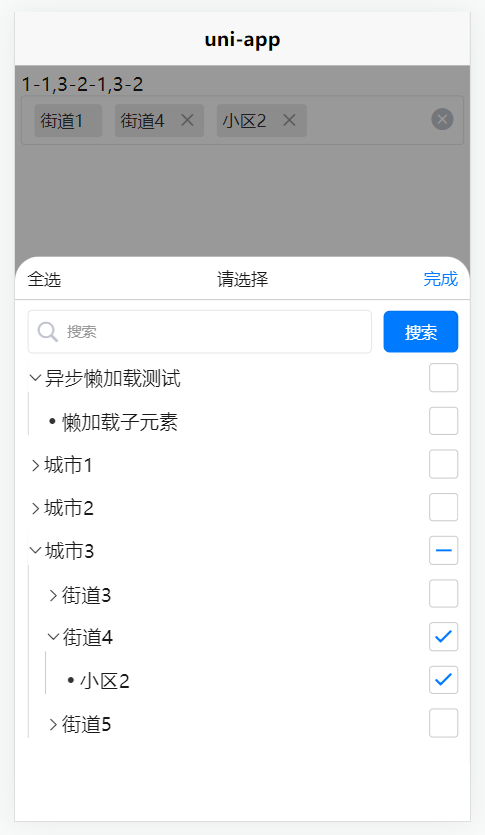 uni-app
1-1,3-2-1,3-2
街道1 街道4 小区2
全选 请选择 完成
搜索 搜索
异步懒加载测试
懒加载子元素
城市1
城市2
城市3
街道3
街道4
小区2
街道5